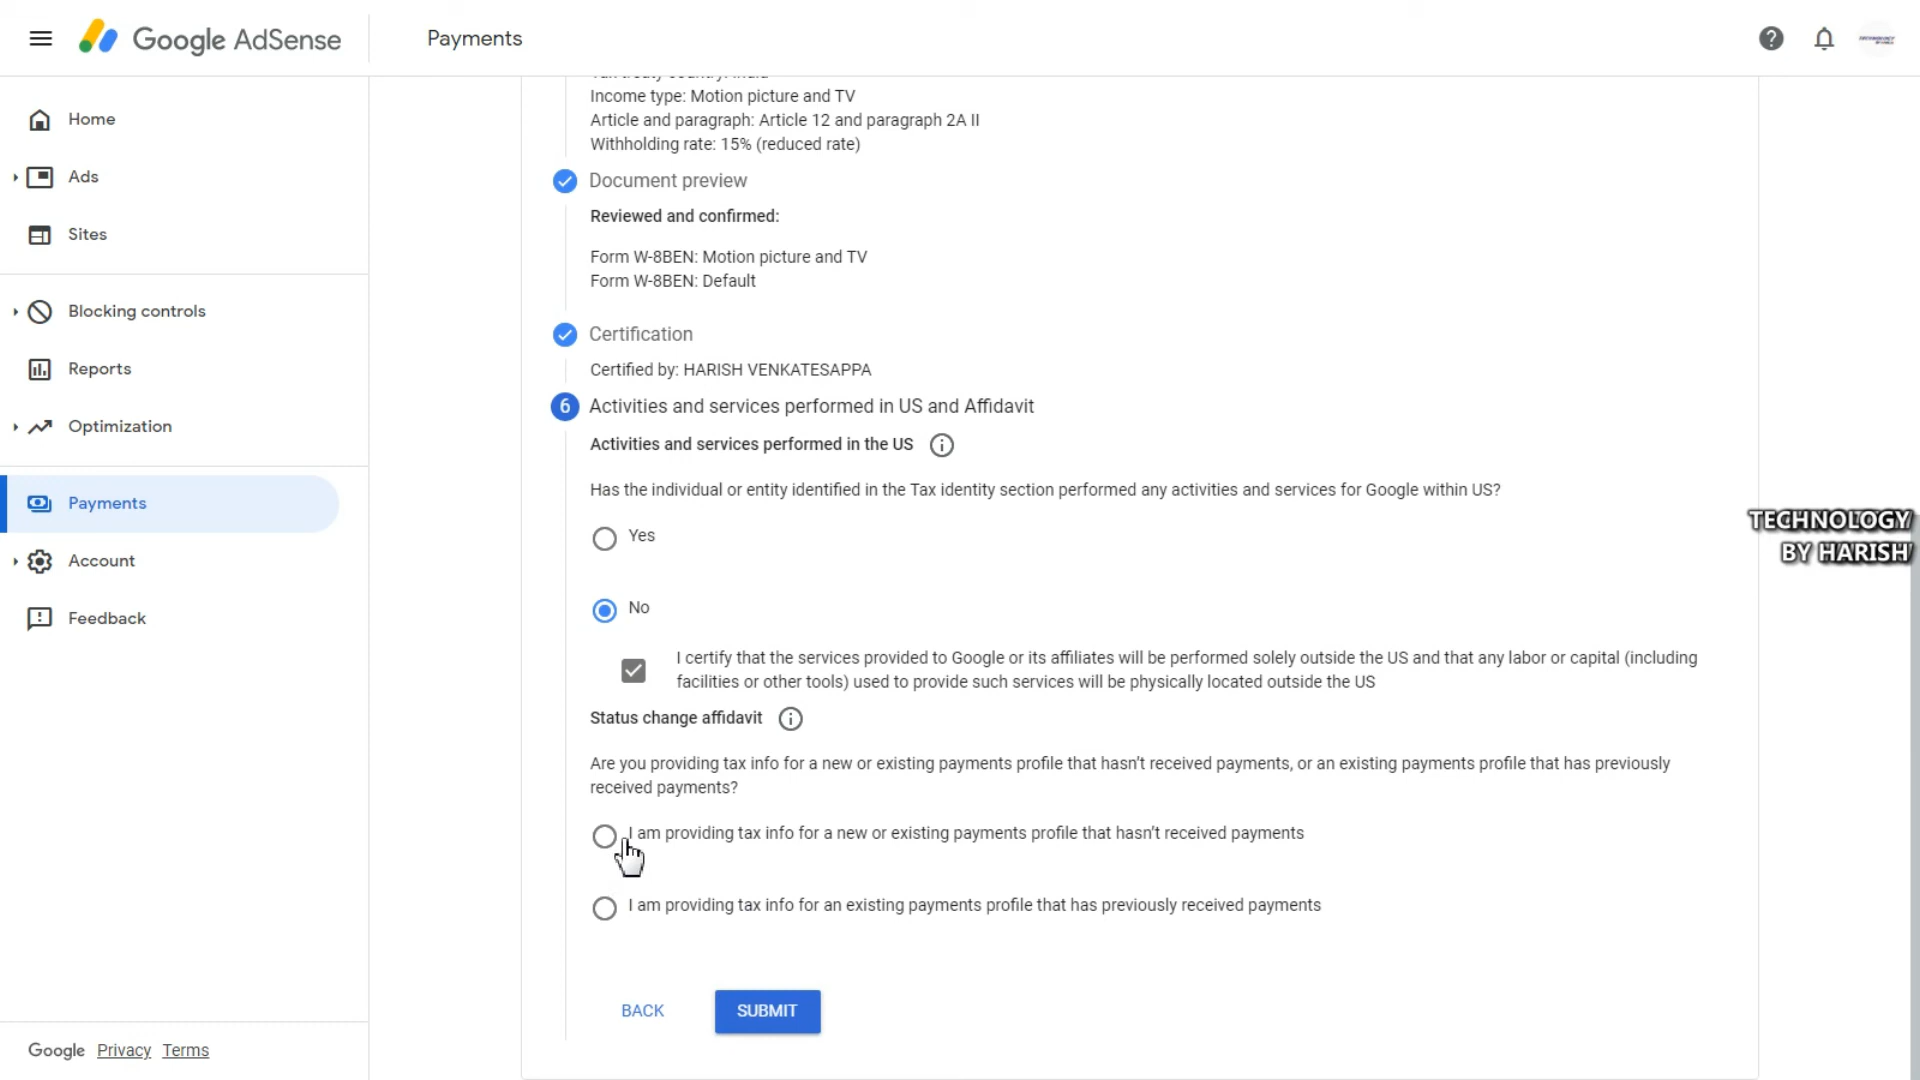 Google AdSense
Payments
Home
Ads
Sites
Blocking controls
Reports
Optimization
Payments
Account
Feedback
Google Privacy Terms
Income type: Motion picture and TV
Article and paragraph: Article 12 and paragraph 2A II
Withholding rate: 15% (reduced rate)
Document preview
Reviewed and confirmed:
Form W-8BEN: Motion picture and TV
Form W-8BEN: Default
Certification
Certified by: HARISH VENKATESAPPA
6 Activities and services performed in US and Affidavit
Activities and services performed in the US
Has the individual or entity identified in the Tax identity section performed any activities and services for Google within US?
Yes
No
I certify that the services provided to Google or its affiliates will be performed solely outside the US and that any labor or capital (including
facilities or other tools) used to provide such services will be physically located outside the US
Status change affidavit
Are you providing tax info for a new or existing payments profile that hasn't received payments, or an existing payments profile that has previously
received payments?
I am providing tax info for a new or existing payments profile that hasn't received payments
I am providing tax info for an existing payments profile that has previously received payments
BACK SUBMIT
TECHNOLOGY
BY HARISH